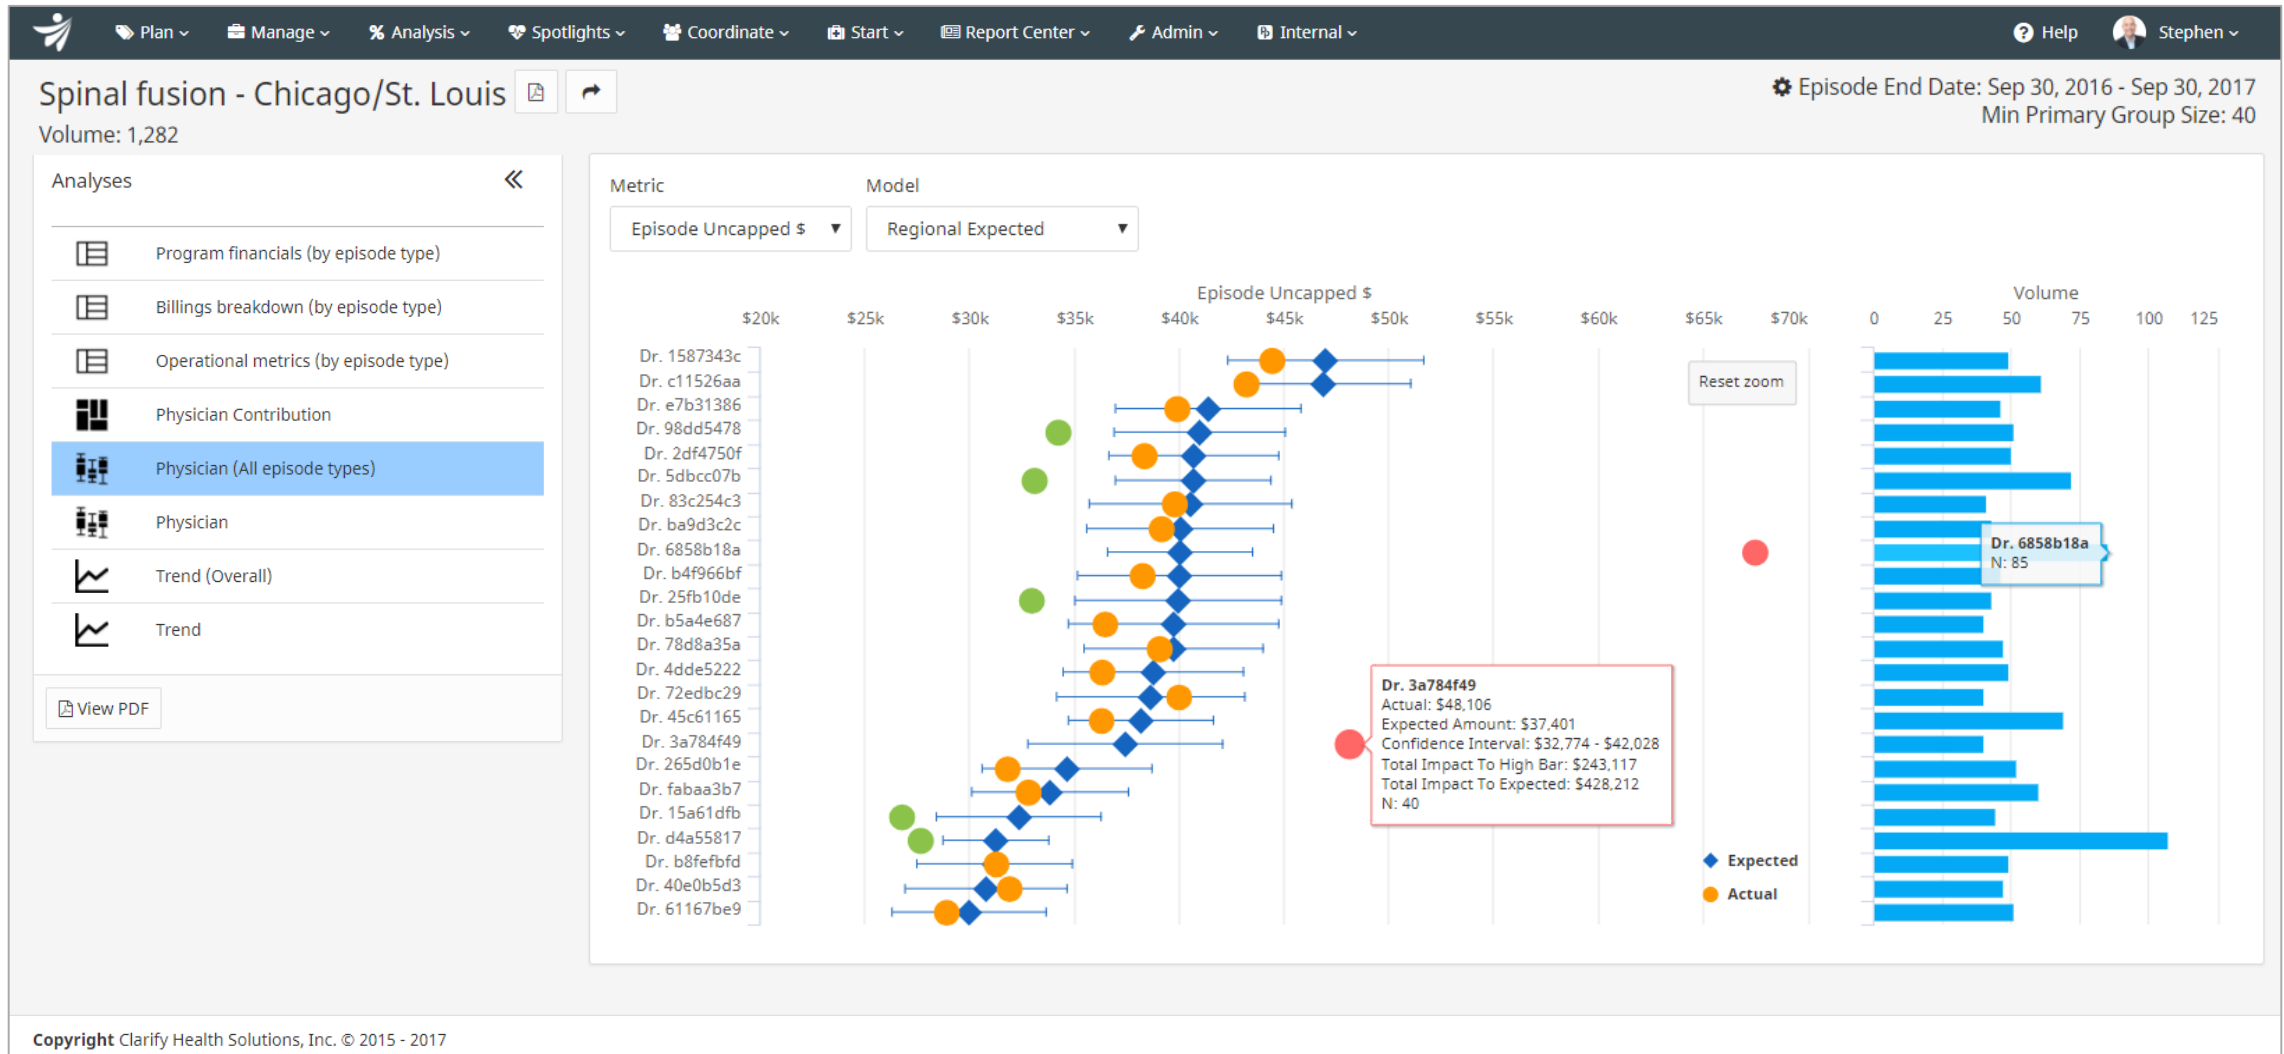 Plan Manage Analysis Spotlights Coordinate Start Report Center Admin Internal Help Stephen
Spinal fusion - Chicago/St. Louis
Volume: 1,282
Episode End Date: Sep 30, 2016 - Sep 30, 2017
Min Primary Group Size: 40
Analyses
Program financials (by episode type)
Billings breakdown (by episode type)
Operational metrics (by episode type)
Physician Contribution
Physician (All episode types)
Physician
Trend (Overall)
Trend
View PDF
Metric Model
Episode Uncapped $ Regional Expected
Episode Uncapped $
$20k $25k $30k $35k $40k $45k $50k $55k $60k $65k $70k
Dr. 1587343c
Dr. c11526aa
Dr. e7b31386
Dr. 98dd5478
Dr. 2df4750f
Dr. 5dbcc07b
Dr. 83c254c3
Dr. ba9d3c2c
Dr. 6858b18a
Dr. b4f966bf
Dr. 25fb10de
Dr. b5a4e687
Dr. 78d8a35a
Dr. 4dde5222
Dr. 72edbc29
Dr. 45c61165
Dr. 3a784f49
Dr. 265d0b1e
Dr. fabaa3b7
Dr. 15a61dfb
Dr. d4a55817
Dr. b8fefbfd
Dr. 40e0b5d3
Dr. 61167be9
Reset zoom
Dr. 3a784f49
Actual: $48,106
Expected Amount: $37,401
Confidence Interval: $32,774 - $42,028
Total Impact To High Bar: $243,117
Total Impact To Expected: $428,212
N: 40
Expected
Actual
Volume
0 25 50 75 100 125
Dr. 6858b18a
N: 85
Copyright Clarify Health Solutions, Inc. © 2015 - 2017